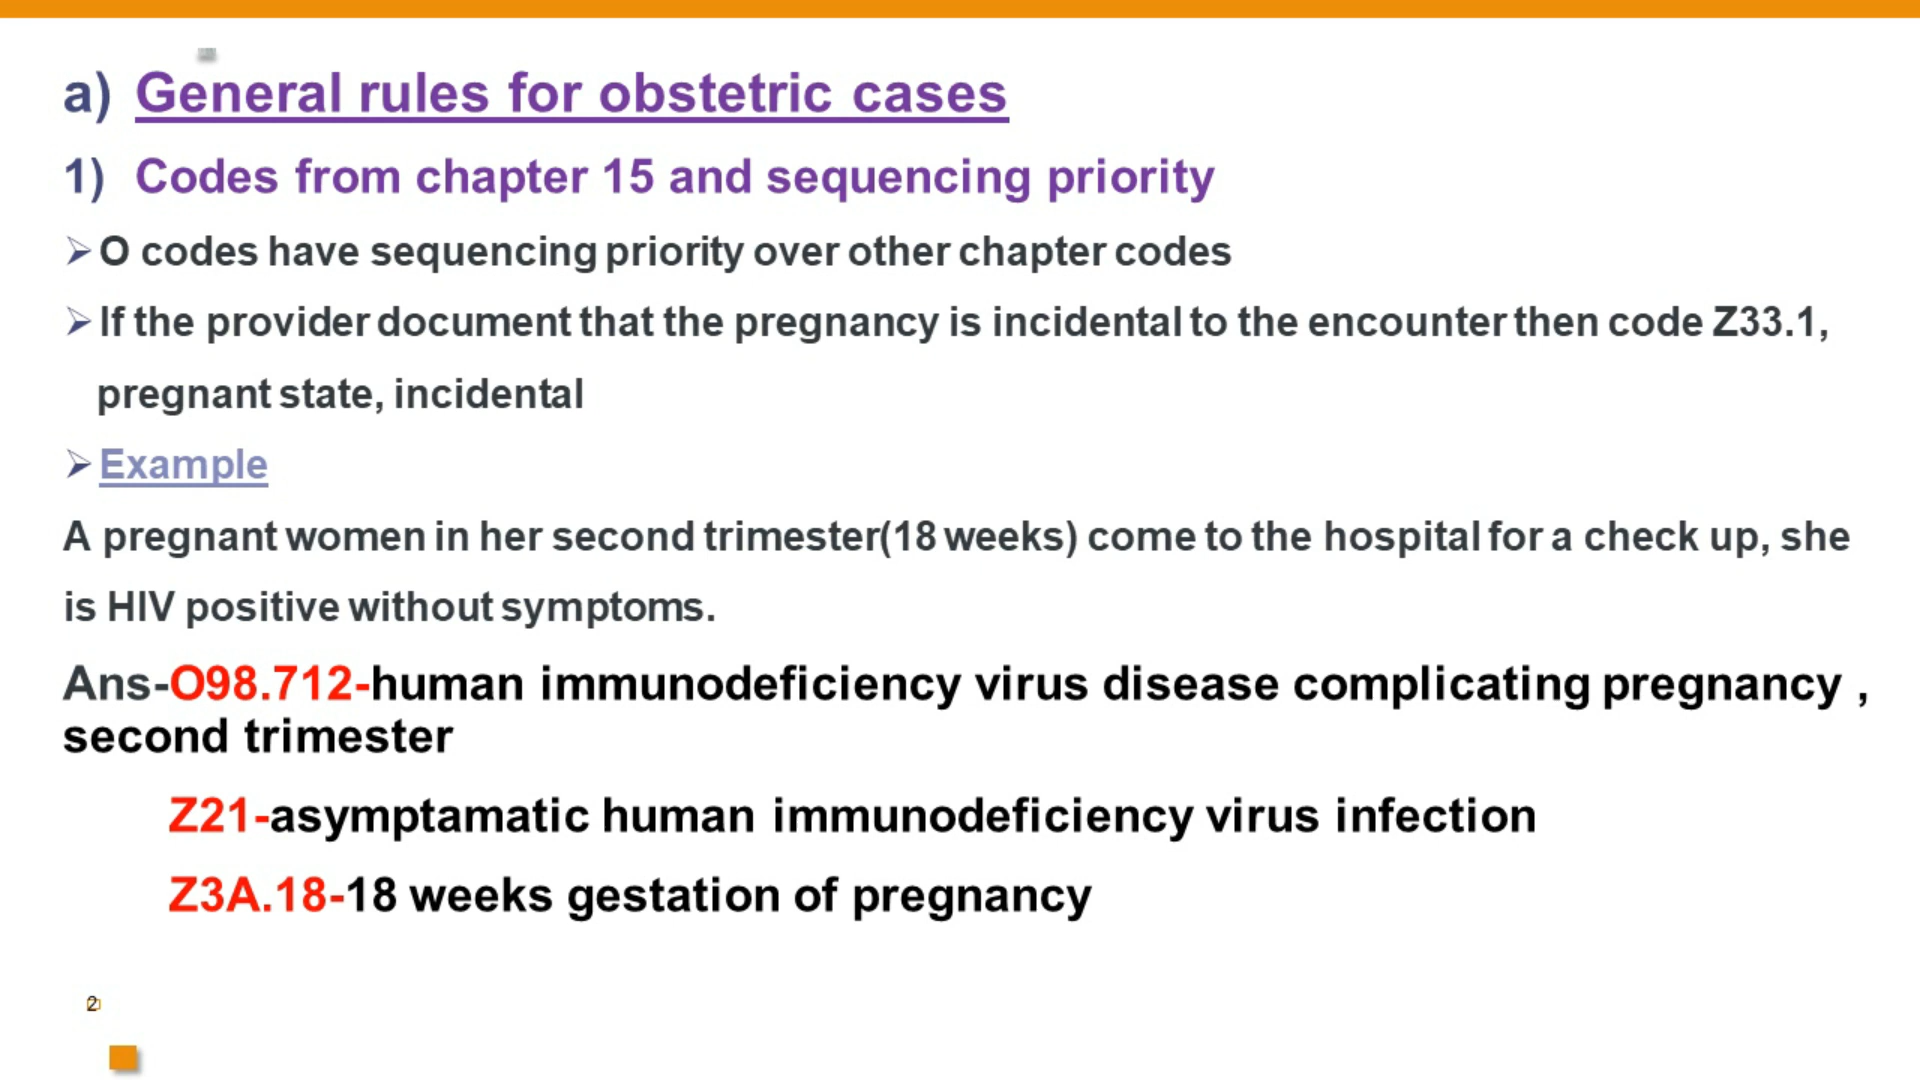 a) General rules for obstetric cases
1) Codes from chapter 15 and sequencing priority
➢O codes have sequencing priority over other chapter codes
➢If the provider document that the pregnancy is incidental to the encounter then code Z33.1,
pregnant state, incidental
➢Example
A pregnant women in her second trimester(18 weeks) come to the hospital for a check up, she
is HIV positive without symptoms.
Ans-O98.712-human immunodeficiency virus disease complicating pregnancy ,
second trimester
Z21-asymptamatic human immunodeficiency virus infection
Z3A.18-18 weeks gestation of pregnancy
2